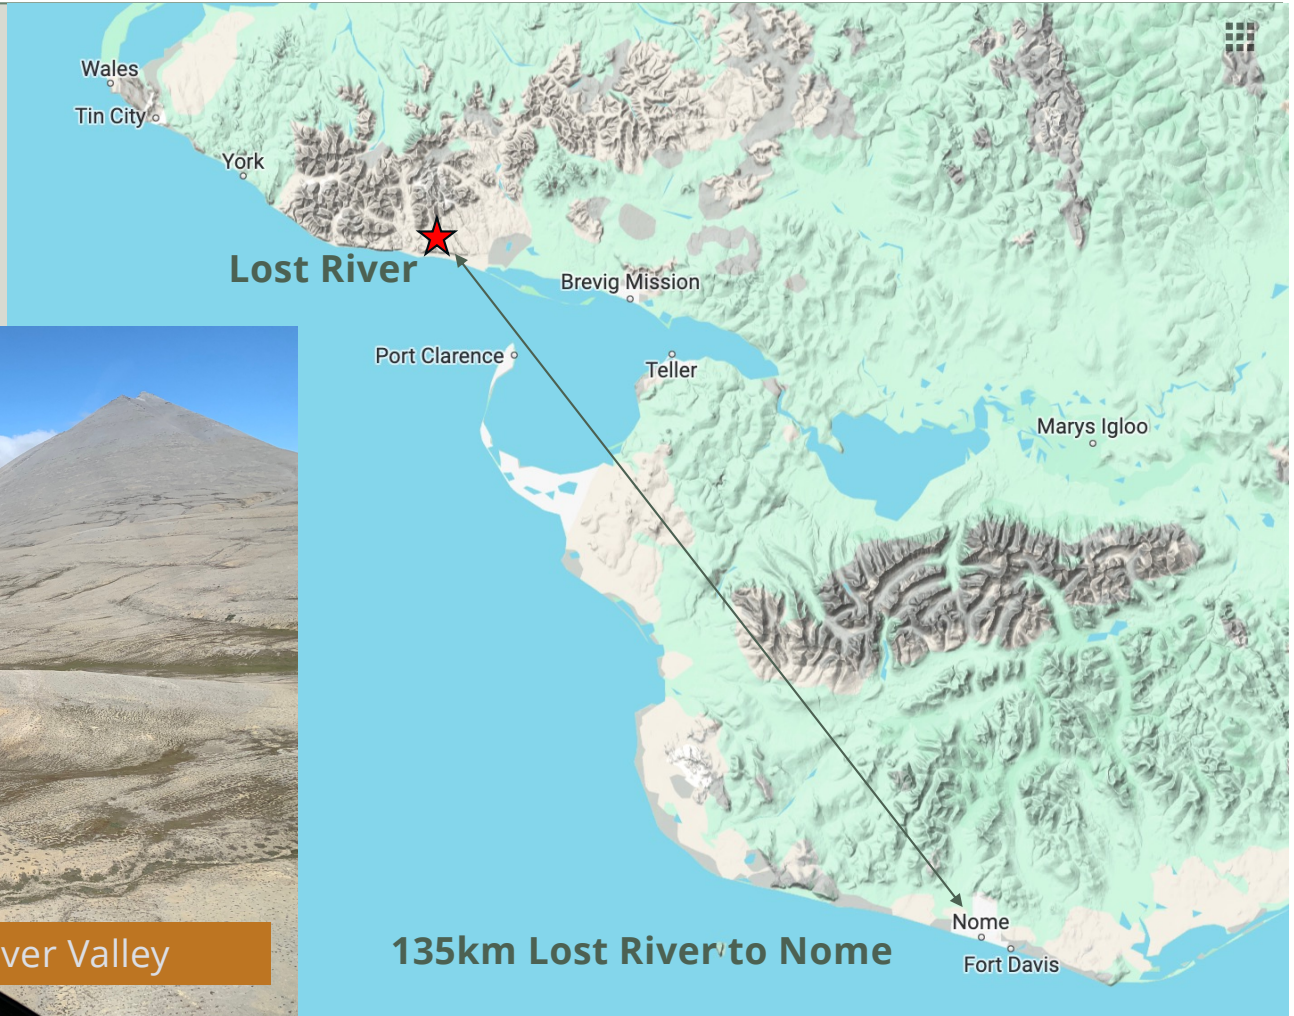 Wales
Tin City
York
Lost River
Brevig Mission
Port Clarence
Teller
Marys Igloo
Nome
Fort Davis
135km Lost River to Nome
ver Valley